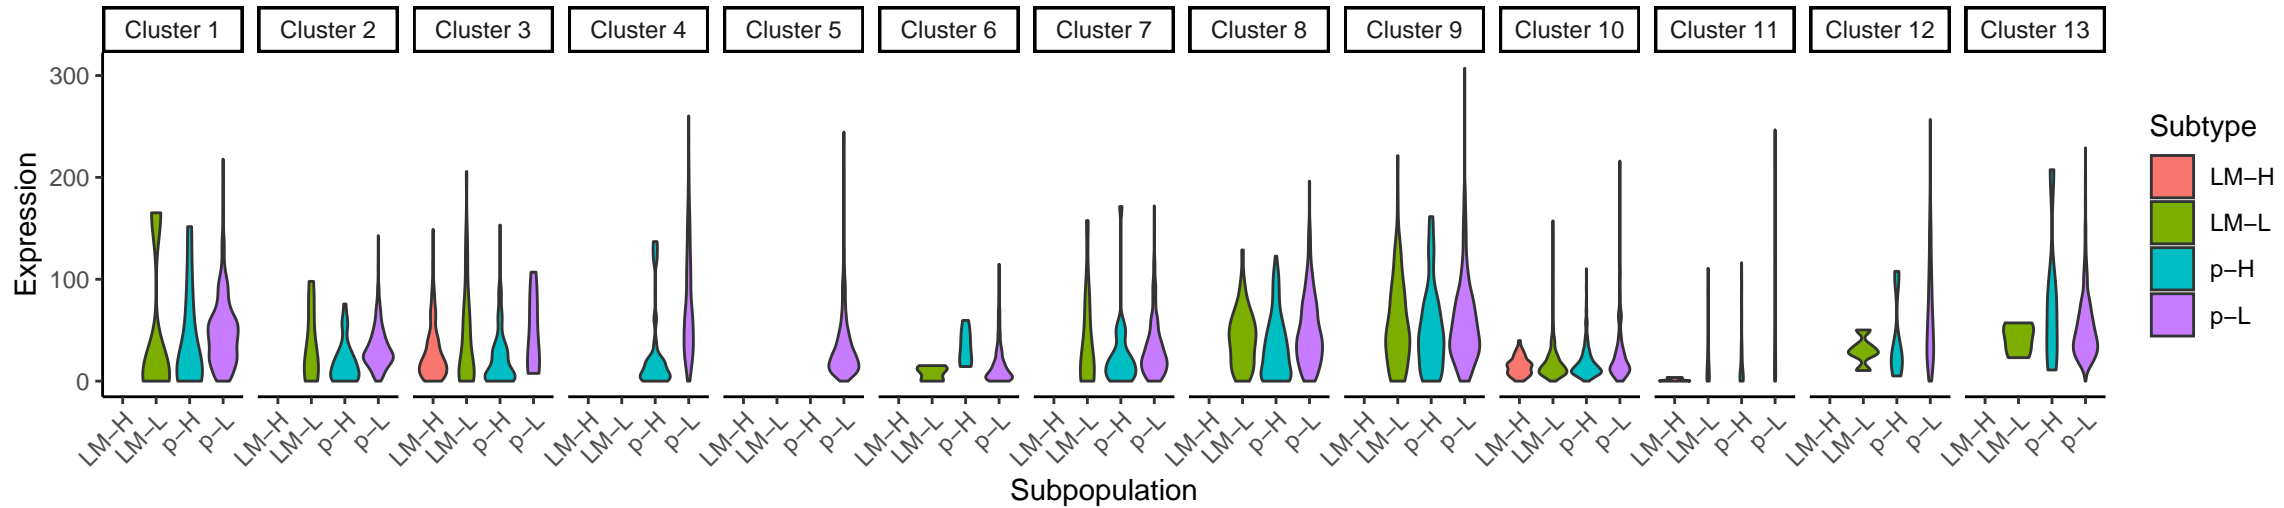 Cluster 1 Cluster 2 Cluster 3 Cluster 4 Cluster 5 Cluster 6 Cluster 7 Cluster 8 Cluster 9 Cluster 10 Cluster 11 Cluster 12 Cluster 13
300
200
100
0
Expression
LM−H LM−L p−H p−L LM−H LM−L p−H p−L LM−H LM−L p−H p−L LM−H LM−L p−H p−L LM−H LM−L p−H p−L LM−H LM−L p−H p−L LM−H LM−L p−H p−L LM−H LM−L p−H p−L LM−H LM−L p−H p−L LM−H LM−L p−H p−L LM−H LM−L p−H p−L LM−H LM−L p−H p−L LM−H LM−L p−H p−L
Subpopulation
Subtype
LM−H
LM−L
p−H
p−L